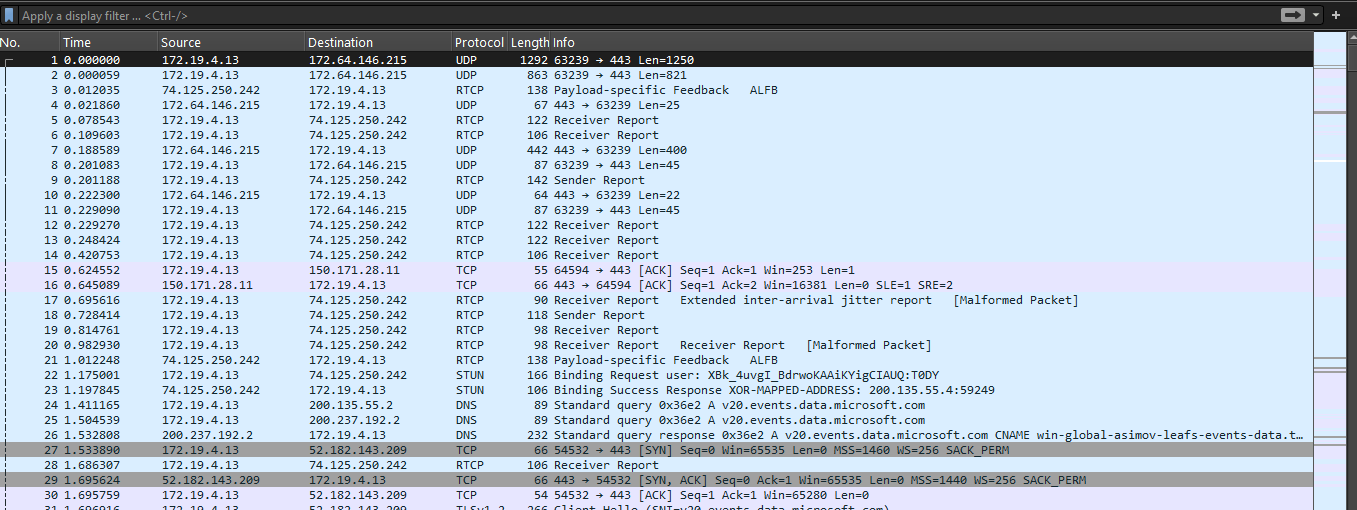 Apply a display filter ... <Ctrl-/>
No. Time Source Destination Protocol Length Info
1 0.000000 172.19.4.13 172.64.146.215 UDP 1292 63239 → 443 Len=1250
2 0.000059 172.19.4.13 172.64.146.215 UDP 863 63239 → 443 Len=821
3 0.012035 74.125.250.242 172.19.4.13 RTCP 138 Payload-specific Feedback ALFB
4 0.021860 172.64.146.215 172.19.4.13 UDP 67 443 → 63239 Len=25
5 0.078543 172.19.4.13 74.125.250.242 RTCP 122 Receiver Report
6 0.109603 172.19.4.13 74.125.250.242 RTCP 106 Receiver Report
7 0.188589 172.64.146.215 172.19.4.13 UDP 442 443 → 63239 Len=400
8 0.201083 172.19.4.13 172.64.146.215 UDP 87 63239 → 443 Len=45
9 0.201188 172.19.4.13 74.125.250.242 RTCP 142 Sender Report
10 0.222300 172.64.146.215 172.19.4.13 UDP 64 443 → 63239 Len=22
11 0.229090 172.19.4.13 172.64.146.215 UDP 87 63239 → 443 Len=45
12 0.229270 172.19.4.13 74.125.250.242 RTCP 122 Receiver Report
13 0.248424 172.19.4.13 74.125.250.242 RTCP 122 Receiver Report
14 0.420753 172.19.4.13 74.125.250.242 RTCP 106 Receiver Report
15 0.624552 172.19.4.13 150.171.28.11 TCP 55 64594 → 443 [ACK] Seq=1 Ack=1 Win=253 Len=1
16 0.645089 150.171.28.11 172.19.4.13 TCP 66 443 → 64594 [ACK] Seq=1 Ack=2 Win=16381 Len=0 SLE=1 SRE=2
17 0.695616 172.19.4.13 74.125.250.242 RTCP 90 Receiver Report Extended inter-arrival jitter report [Malformed Packet]
18 0.728414 172.19.4.13 74.125.250.242 RTCP 118 Sender Report
19 0.814761 172.19.4.13 74.125.250.242 RTCP 98 Receiver Report
20 0.982930 172.19.4.13 74.125.250.242 RTCP 98 Receiver Report Receiver Report [Malformed Packet]
21 1.012248 74.125.250.242 172.19.4.13 RTCP 138 Payload-specific Feedback ALFB
22 1.175001 172.19.4.13 74.125.250.242 STUN 166 Binding Request user: XBk_4uvgI_BdrwoKAAiKYigCIAUQ:T0DY
23 1.197845 74.125.250.242 172.19.4.13 STUN 106 Binding Success Response XOR-MAPPED-ADDRESS: 200.135.55.4:59249
24 1.411165 172.19.4.13 200.135.55.2 DNS 89 Standard query 0x36e2 A v20.events.data.microsoft.com
25 1.504539 172.19.4.13 200.237.192.2 DNS 89 Standard query 0x36e2 A v20.events.data.microsoft.com
26 1.532808 200.237.192.2 172.19.4.13 DNS 232 Standard query response 0x36e2 A v20.events.data.microsoft.com CNAME win-global-asimov-leafs-events-data.t…
27 1.533890 172.19.4.13 52.182.143.209 TCP 66 54532 → 443 [SYN] Seq=0 Win=65535 Len=0 MSS=1460 WS=256 SACK_PERM
28 1.686307 172.19.4.13 74.125.250.242 RTCP 106 Receiver Report
29 1.695624 52.182.143.209 172.19.4.13 TCP 66 443 → 54532 [SYN, ACK] Seq=0 Ack=1 Win=65535 Len=0 MSS=1440 WS=256 SACK_PERM
30 1.695759 172.19.4.13 52.182.143.209 TCP 54 54532 → 443 [ACK] Seq=1 Ack=1 Win=65280 Len=0
31 1.696916 172.19.4.13 52.182.143.209 TLSv1.2 266 Client Hello (SNI=v20.events.data.microsoft.com)